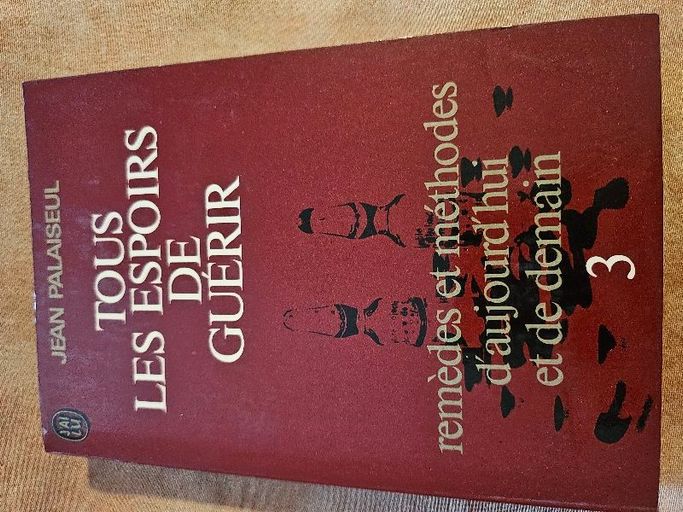 JEAN PALAISEUL
TOUS
LES ESPOIRS
DE
GUÉRIR
remèdes et méthodes
d'aujourd'hui
et de demain
3
J'AI
LU